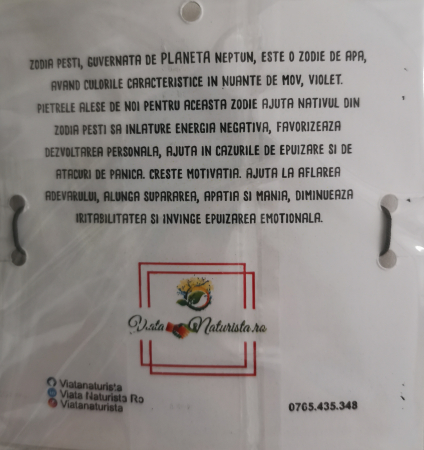 ZODIA PESTI, GUVERNATA DE PLANETA NEPTUN, ESTE O ZODIE DE APA,
AVAND CULORILE CARACTERISTICE IN NUANTE DE MOV, VIOLET.
PIETRELE ALESE DE NOI PENTRU ACEASTA ZODIE AJUTA NATIVUL DIN
ZODIA PESTI SA INLATURE ENERGIA NEGATIVA, FAVORIZEAZA
DEZVOLTAREA PERSONALA, AJUTA IN CAZURILE DE EPUIZARE SI DE
ATACURI DE PANICA. CRESTE MOTIVATIA. AJUTA LA AFLAREA
ADEVARULUI, ALUNGA SUPARAREA, APATIA SI MANIA, DIMINUEAZA
IRITABILITATEA SI INVINGE EPUIZAREA EMOTIONALA.
Viata Naturista.ro
Viatanaturista
Viata Naturista Ro
Viatanaturista
0765.435.348